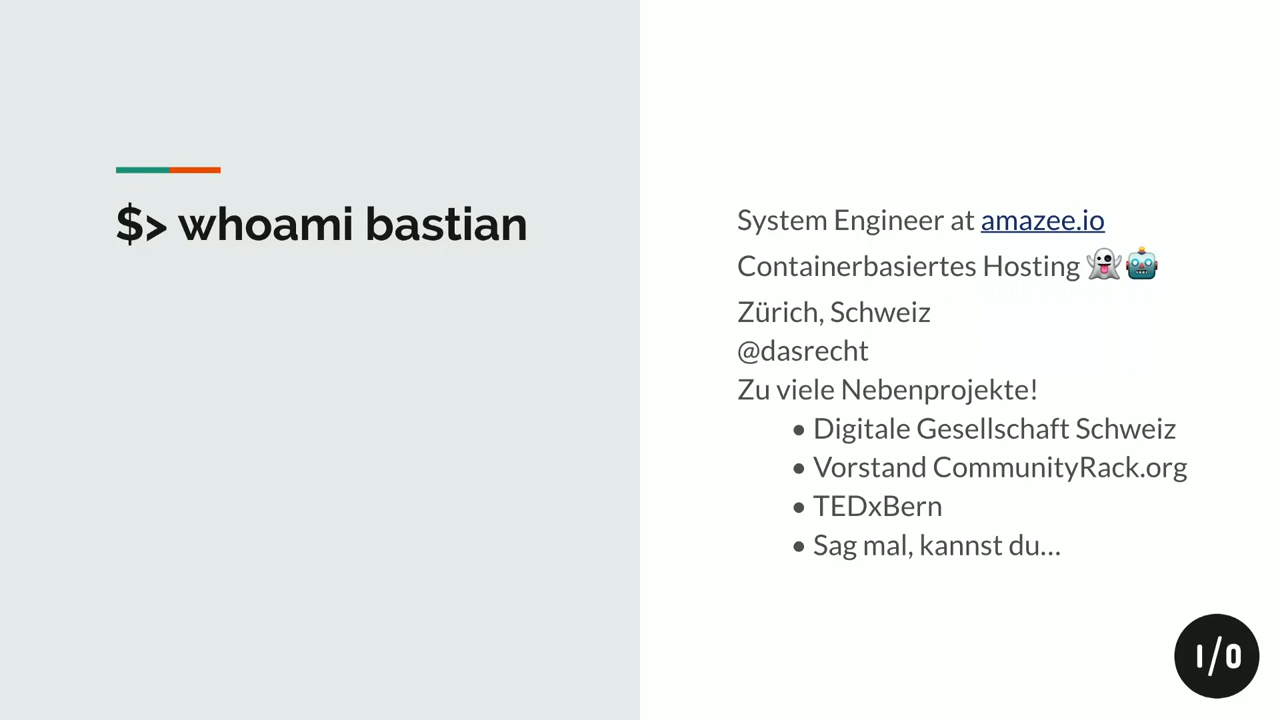 $> whoami bastian
System Engineer at amazee.io
Containerbasiertes Hosting 👻🤖
Zürich, Schweiz
@dasrecht
Zu viele Nebenprojekte!
• Digitale Gesellschaft Schweiz
• Vorstand CommunityRack.org
• TEDxBern
• Sag mal, kannst du...
I/O